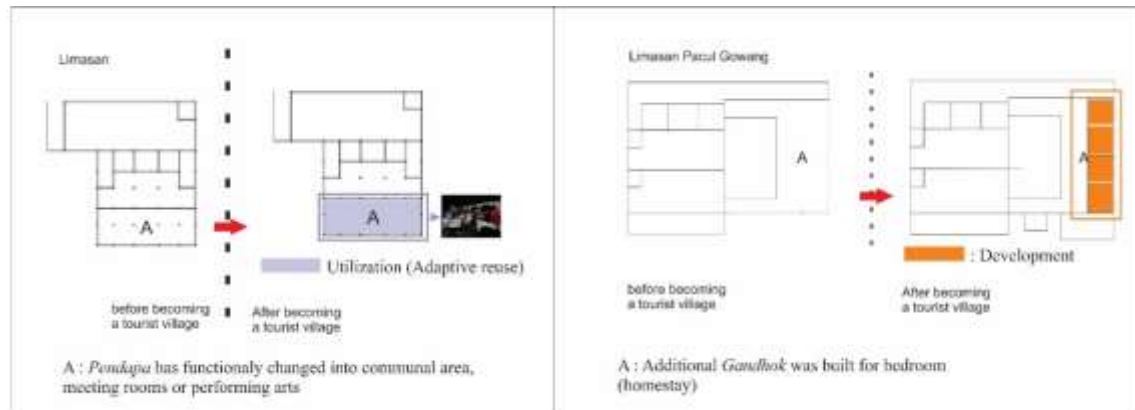 Limasan
A
A
Utilization (Adaptive reuse)
before becoming
a tourist village
After becoming
a tourist village
A : Pendapa has functionaly changed into communal area,
meeting rooms or performing arts
Limasan Pacul Gowang
A
A
: Development
before becoming
a tourist village
After becoming
a tourist village
A : Additional Gandhok was built for bedroom
(homestay)